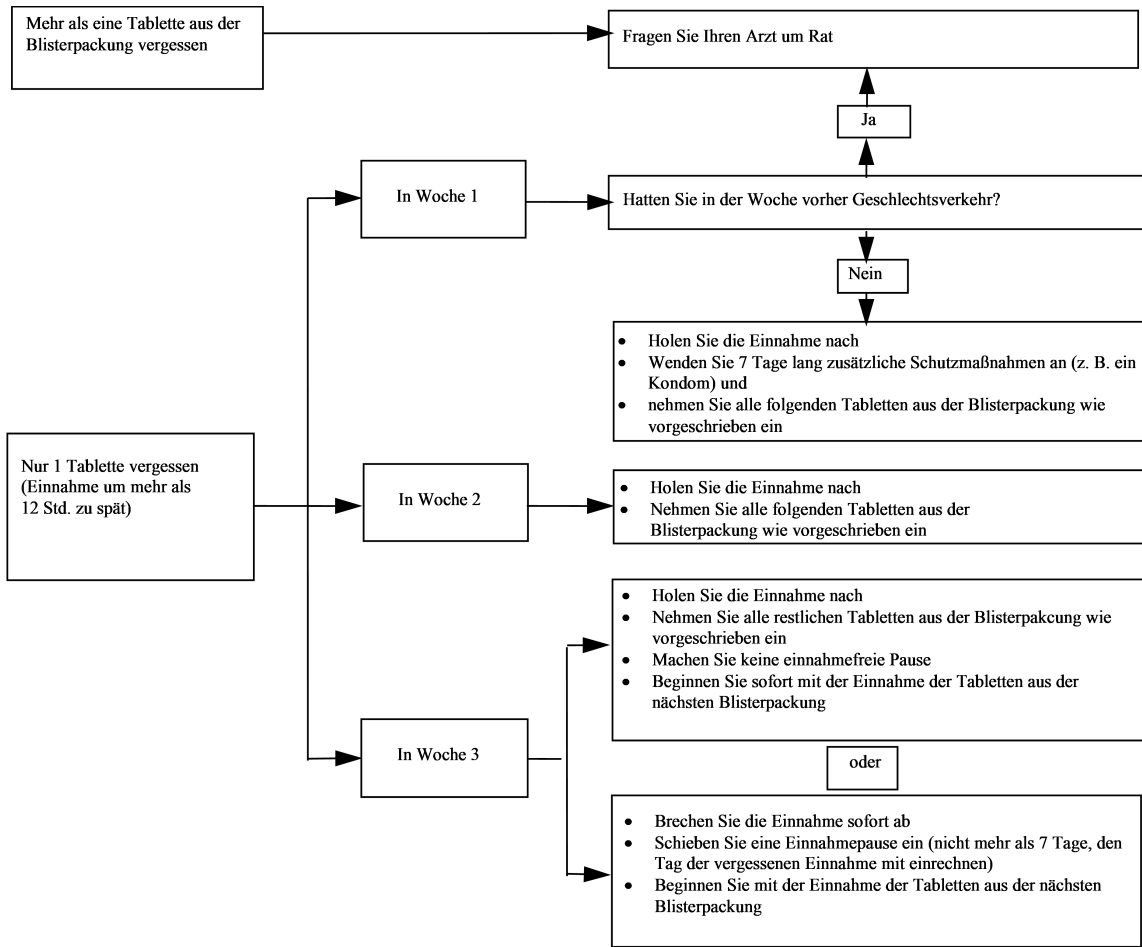 Mehr als eine Tablette aus der
Blisterpackung vergessen
Fragen Sie Ihren Arzt um Rat
Ja
In Woche 1
Hatten Sie in der Woche vorher Geschlechtsverkehr?
Nein
• Holen Sie die Einnahme nach
• Wenden Sie 7 Tage lang zusätzliche Schutzmaßnahmen an (z. B. ein
Kondom) und
• nehmen Sie alle folgenden Tabletten aus der Blisterpackung wie
vorgeschrieben ein
Nur 1 Tablette vergessen
(Einnahme um mehr als
12 Std. zu spät)
In Woche 2
• Holen Sie die Einnahme nach
• Nehmen Sie alle folgenden Tabletten aus der
Blisterpackung wie vorgeschrieben ein
• Holen Sie die Einnahme nach
• Nehmen Sie alle restlichen Tabletten aus der Blisterpakcung wie
vorgeschrieben ein
• Machen Sie keine einnahmefreie Pause
• Beginnen Sie sofort mit der Einnahme der Tabletten aus der
nächsten Blisterpackung
In Woche 3
oder
• Brechen Sie die Einnahme sofort ab
• Schieben Sie eine Einnahmepause ein (nicht mehr als 7 Tage, den
Tag der vergessenen Einnahme mit einrechnen)
• Beginnen Sie mit der Einnahme der Tabletten aus der nächsten
Blisterpackung